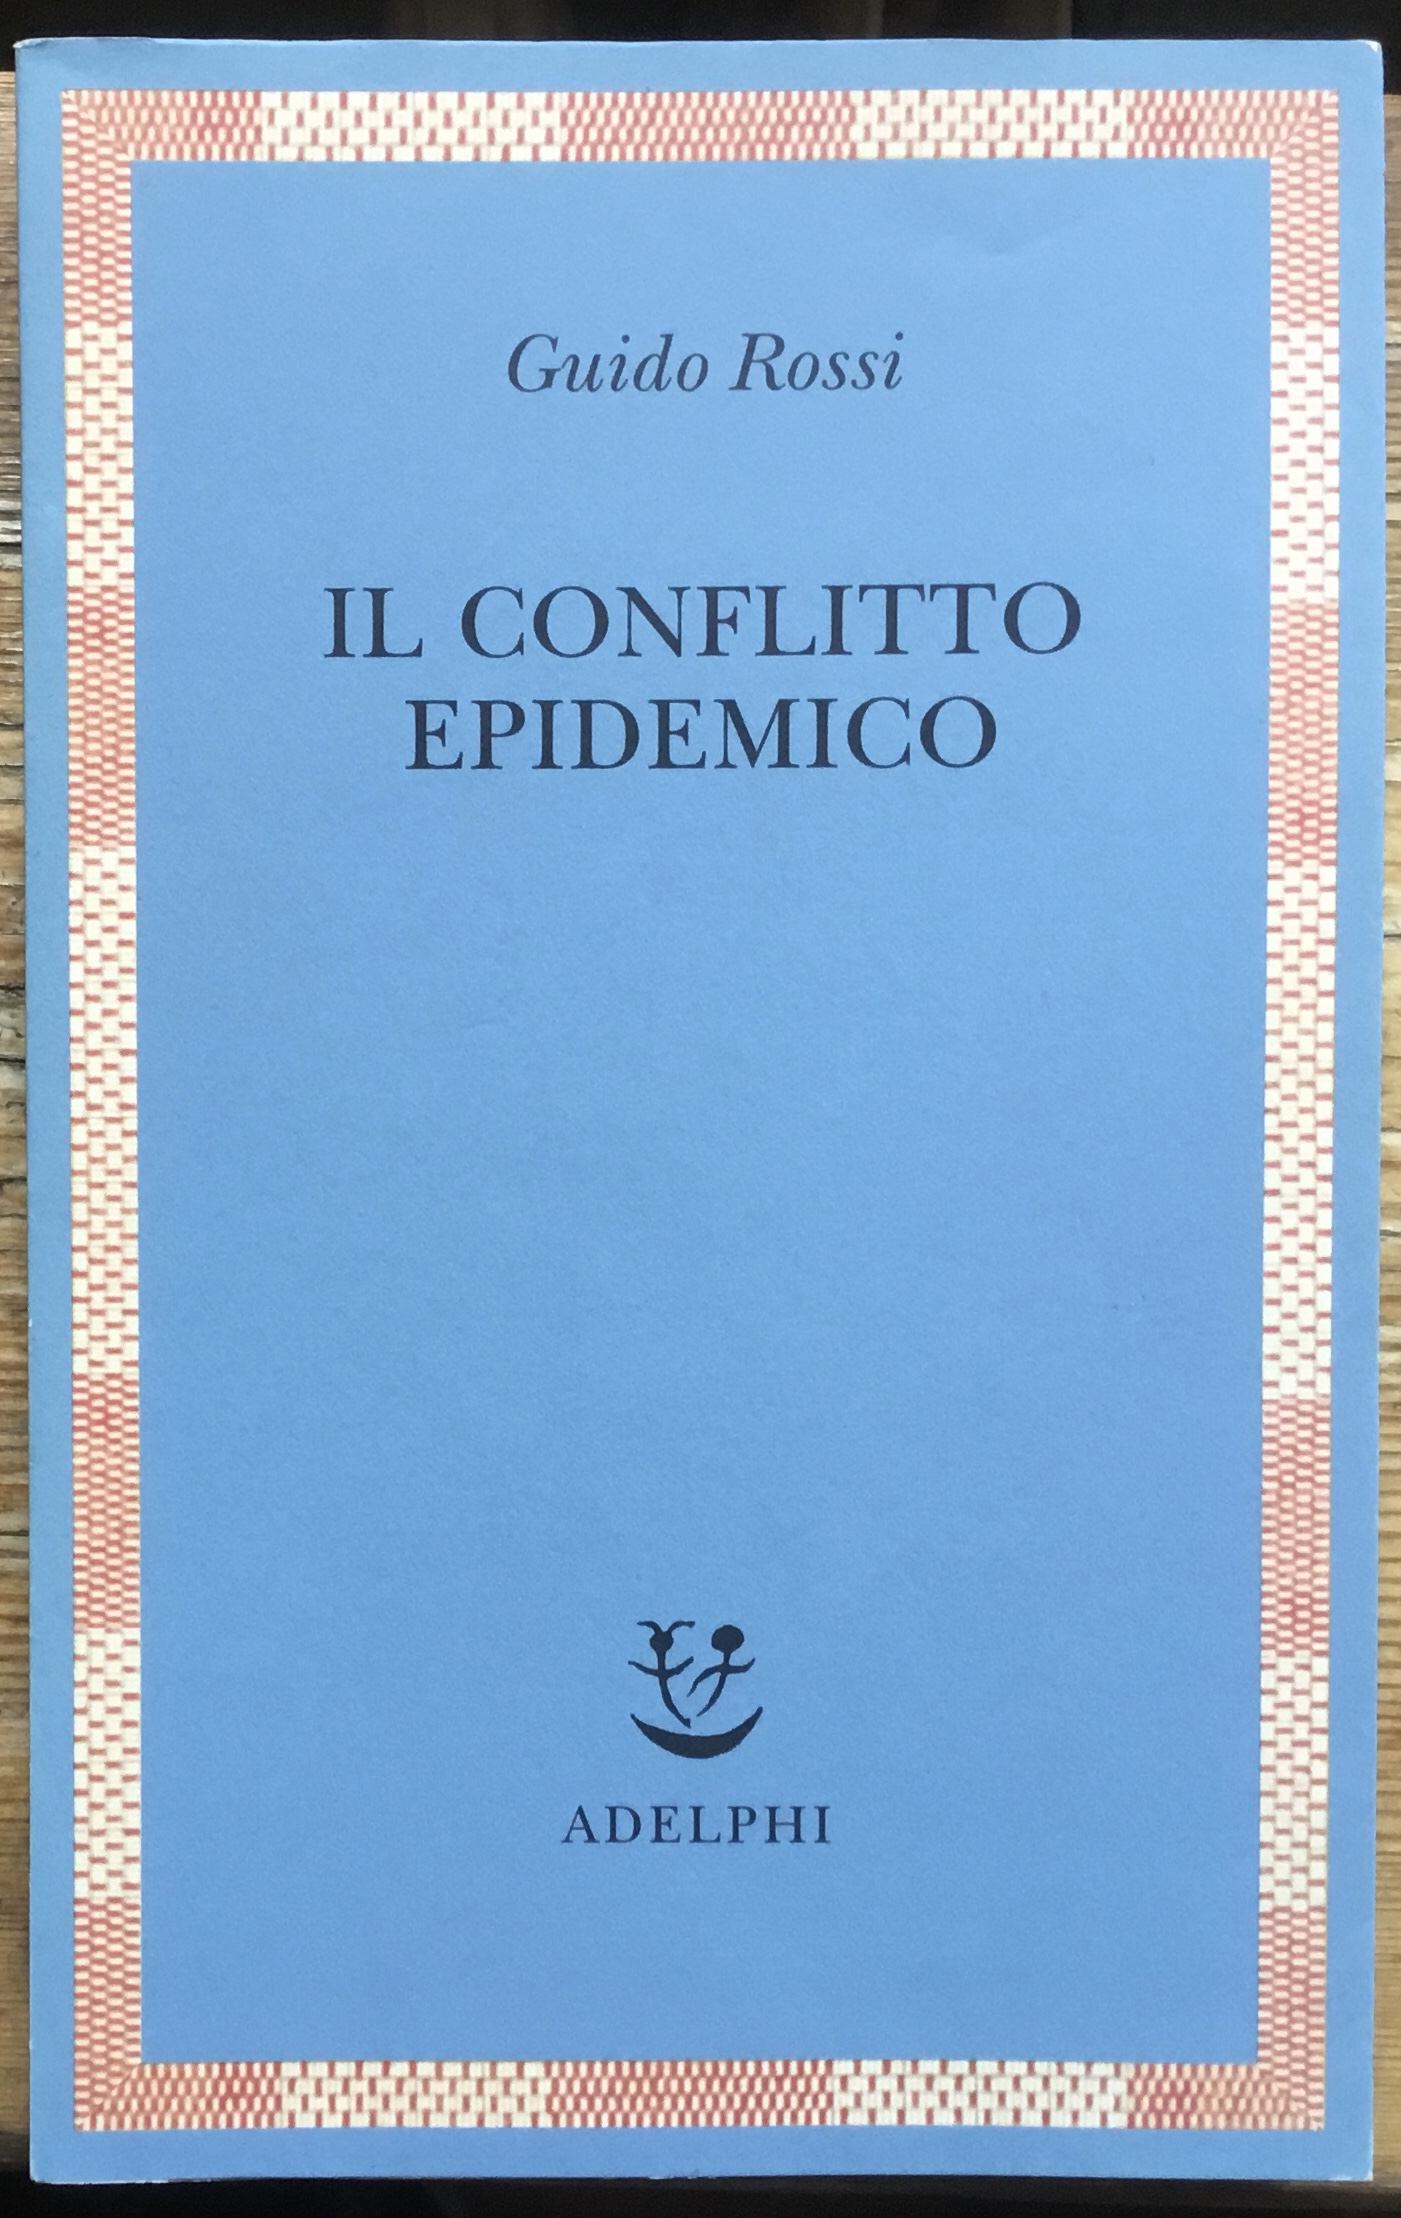 Guido Rossi
IL CONFLITTO
EPIDEMICO
ADELPHI